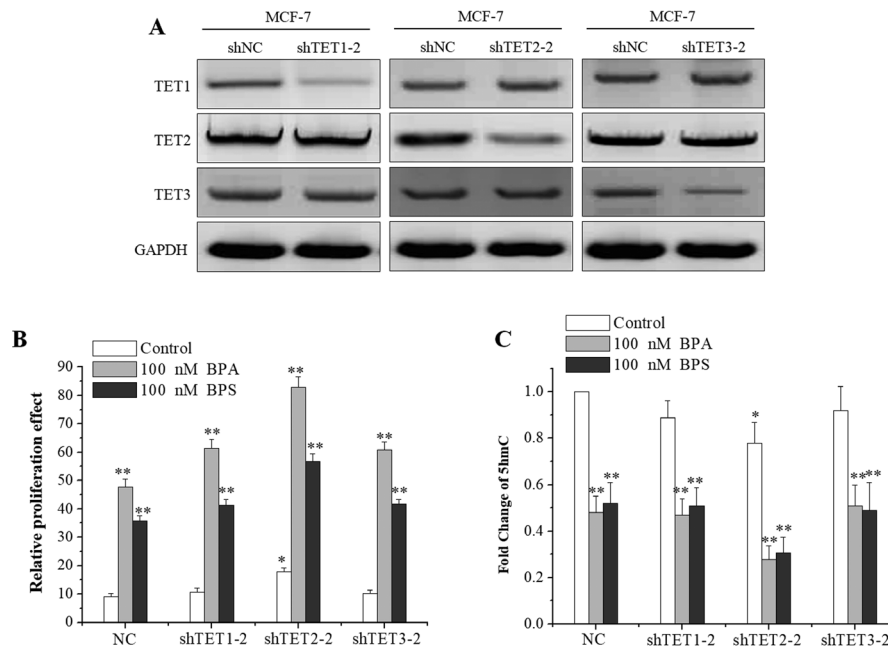 A
MCF-7 MCF-7 MCF-7
shNC shTET1-2 shNC shTET2-2 shNC shTET3-2
TET1
TET2
TET3
GAPDH
B
Control
100 nM BPA
100 nM BPS
Relative proliferation effect
90
80
70
60
50
40
30
20
10
0
** ** * ** ** ** ** ** **
NC shTET1-2 shTET2-2 shTET3-2
C
Control
100 nM BPA
100 nM BPS
Fold Change of 5hmC
1.0
0.8
0.6
0.4
0.2
0.0
** ** ** ** * ** ** ** **
NC shTET1-2 shTET2-2 shTET3-2